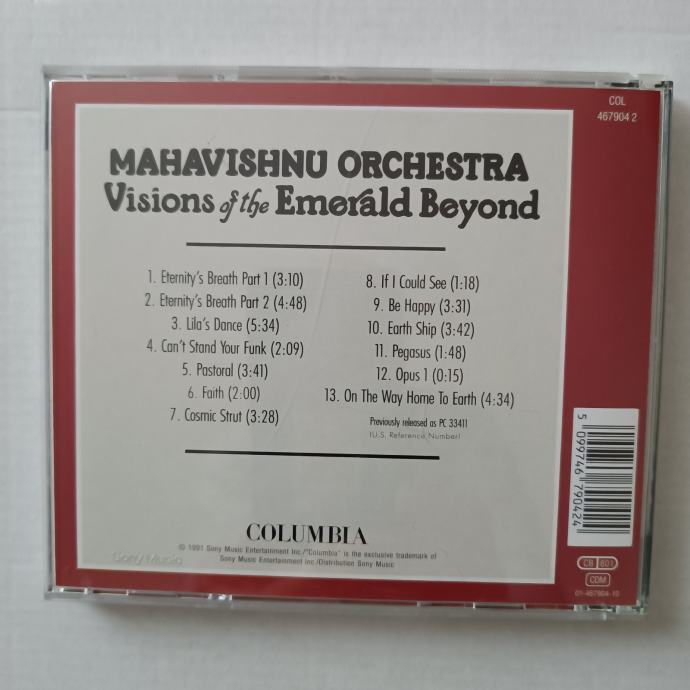 COL
467904 2
MAHAVISHNU ORCHESTRA
Visions of the Emerald Beyond
1. Eternity's Breath Part 1 (3:10)
2. Eternity's Breath Part 2 (4:48)
3. Lila's Dance (5:34)
4. Can't Stand Your Funk (2:09)
5. Pastoral (3:41)
6. Faith (2:00)
7. Cosmic Strut (3:28)
8. If I Could See (1:18)
9. Be Happy (3:31)
10. Earth Ship (3:42)
11. Pegasus (1:48)
12. Opus 1 (0:15)
13. On The Way Home To Earth (4:34)
Previously released as PC 33411
(U.S. Reference Number)
COLUMBIA
© 1991 Sony Music Entertainment Inc./"Columbia" is the exclusive trademark of
Sony Music Entertainment Inc./Distribution Sony Music
Sony Music
5 099746 790424
CB 801
CDM
01-467904-10